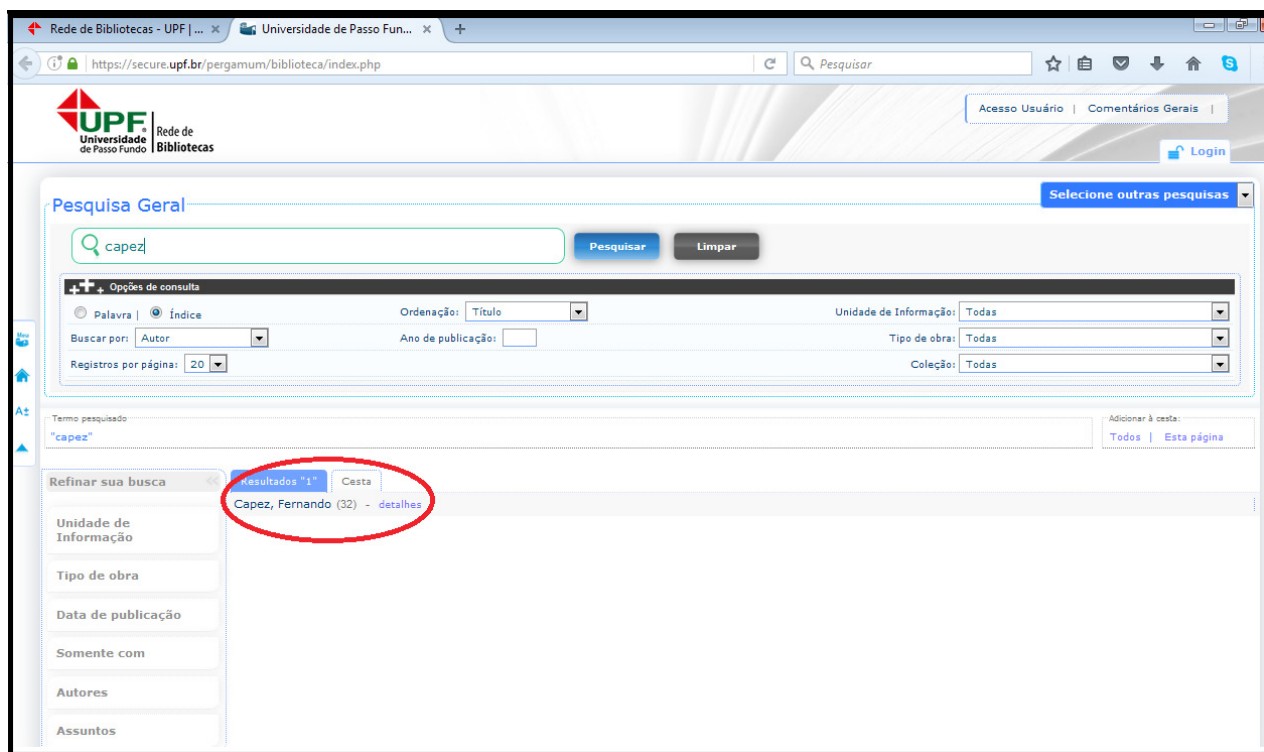 Rede de Bibliotecas - UPF | ... × Universidade de Passo Fun... × +
https://secure.upf.br/pergamum/biblioteca/index.php Pesquisar
UPF Rede de
Universidade Bibliotecas
de Passo Fundo
Acesso Usuário | Comentários Gerais |
Login
Selecione outras pesquisas
Pesquisa Geral
capez Pesquisar Limpar
Opções de consulta
Palavra | Índice Ordenação: Título Unidade de Informação: Todas
Buscar por: Autor Ano de publicação: Tipo de obra: Todas
Registros por página: 20 Coleção: Todas
A±
Termo pesquisado Adicionar à cesta:
"capez" Todos | Esta página
Refinar sua busca Resultados "1" Cesta
Capez, Fernando (32) - detalhes
Unidade de
Informação
Tipo de obra
Data de publicação
Somente com
Autores
Assuntos